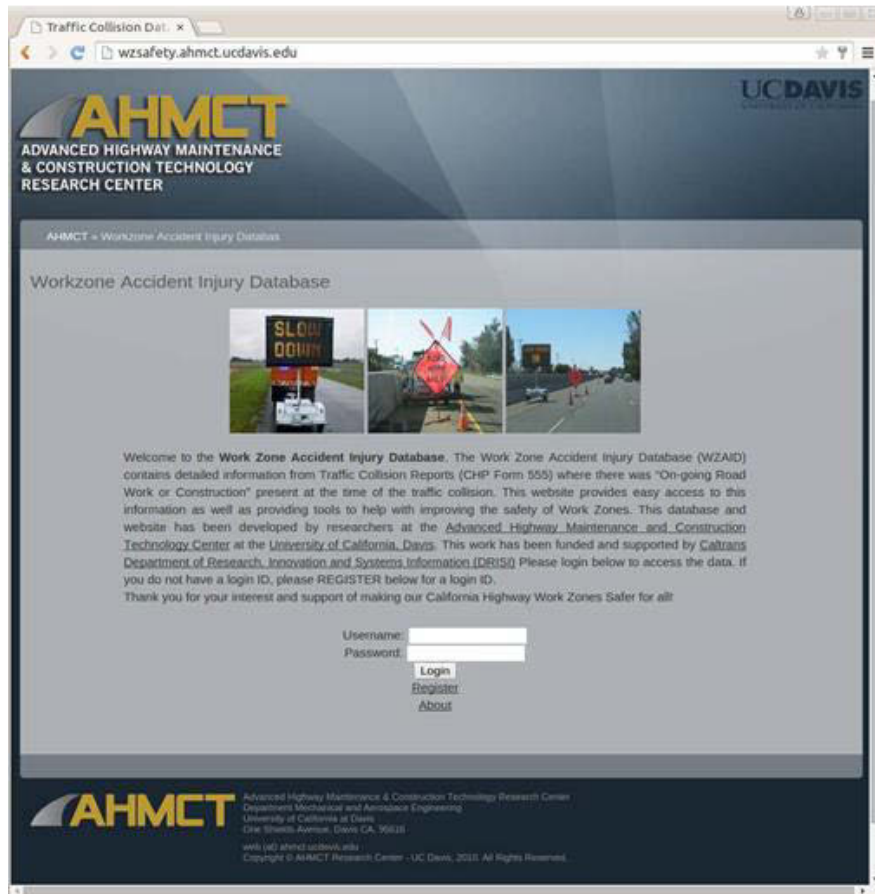 Traffic Collision Dat.
wzsafety.ahmct.ucdavis.edu
UCDAVIS
AHMCT
ADVANCED HIGHWAY MAINTENANCE
& CONSTRUCTION TECHNOLOGY
RESEARCH CENTER
AHMCT » Workzone Accident Injury Databas
Workzone Accident Injury Database
SLOW
DOWN
Welcome to the Work Zone Accident Injury Database. The Work Zone Accident Injury Database (WZAID)
contains detailed information from Traffic Collision Reports (CHP Form 555) where there was "On-going Road
Work or Construction" present at the time of the traffic collision. This website provides easy access to this
information as well as providing tools to help with improving the safety of Work Zones. This database and
website has been developed by researchers at the Advanced Highway Maintenance and Construction
Technology Center at the University of California, Davis. This work has been funded and supported by Caltrans
Department of Research, Innovation and Systems Information (DRISI) Please login below to access the data. If
you do not have a login ID, please REGISTER below for a login ID.
Thank you for your interest and support of making our California Highway Work Zones Safer for all!
Username:
Password:
Login
Register
About
AHMCT
Advanced Highway Maintenance & Construction Technology Research Center
Department Mechanical and Aerospace Engineering
University of California at Davis
One Shields Avenue, Davis CA, 95616
web (at) ahmct.ucdavis.edu
Copyright © AHMCT Research Center - UC Davis, 2010. All Rights Reserved.